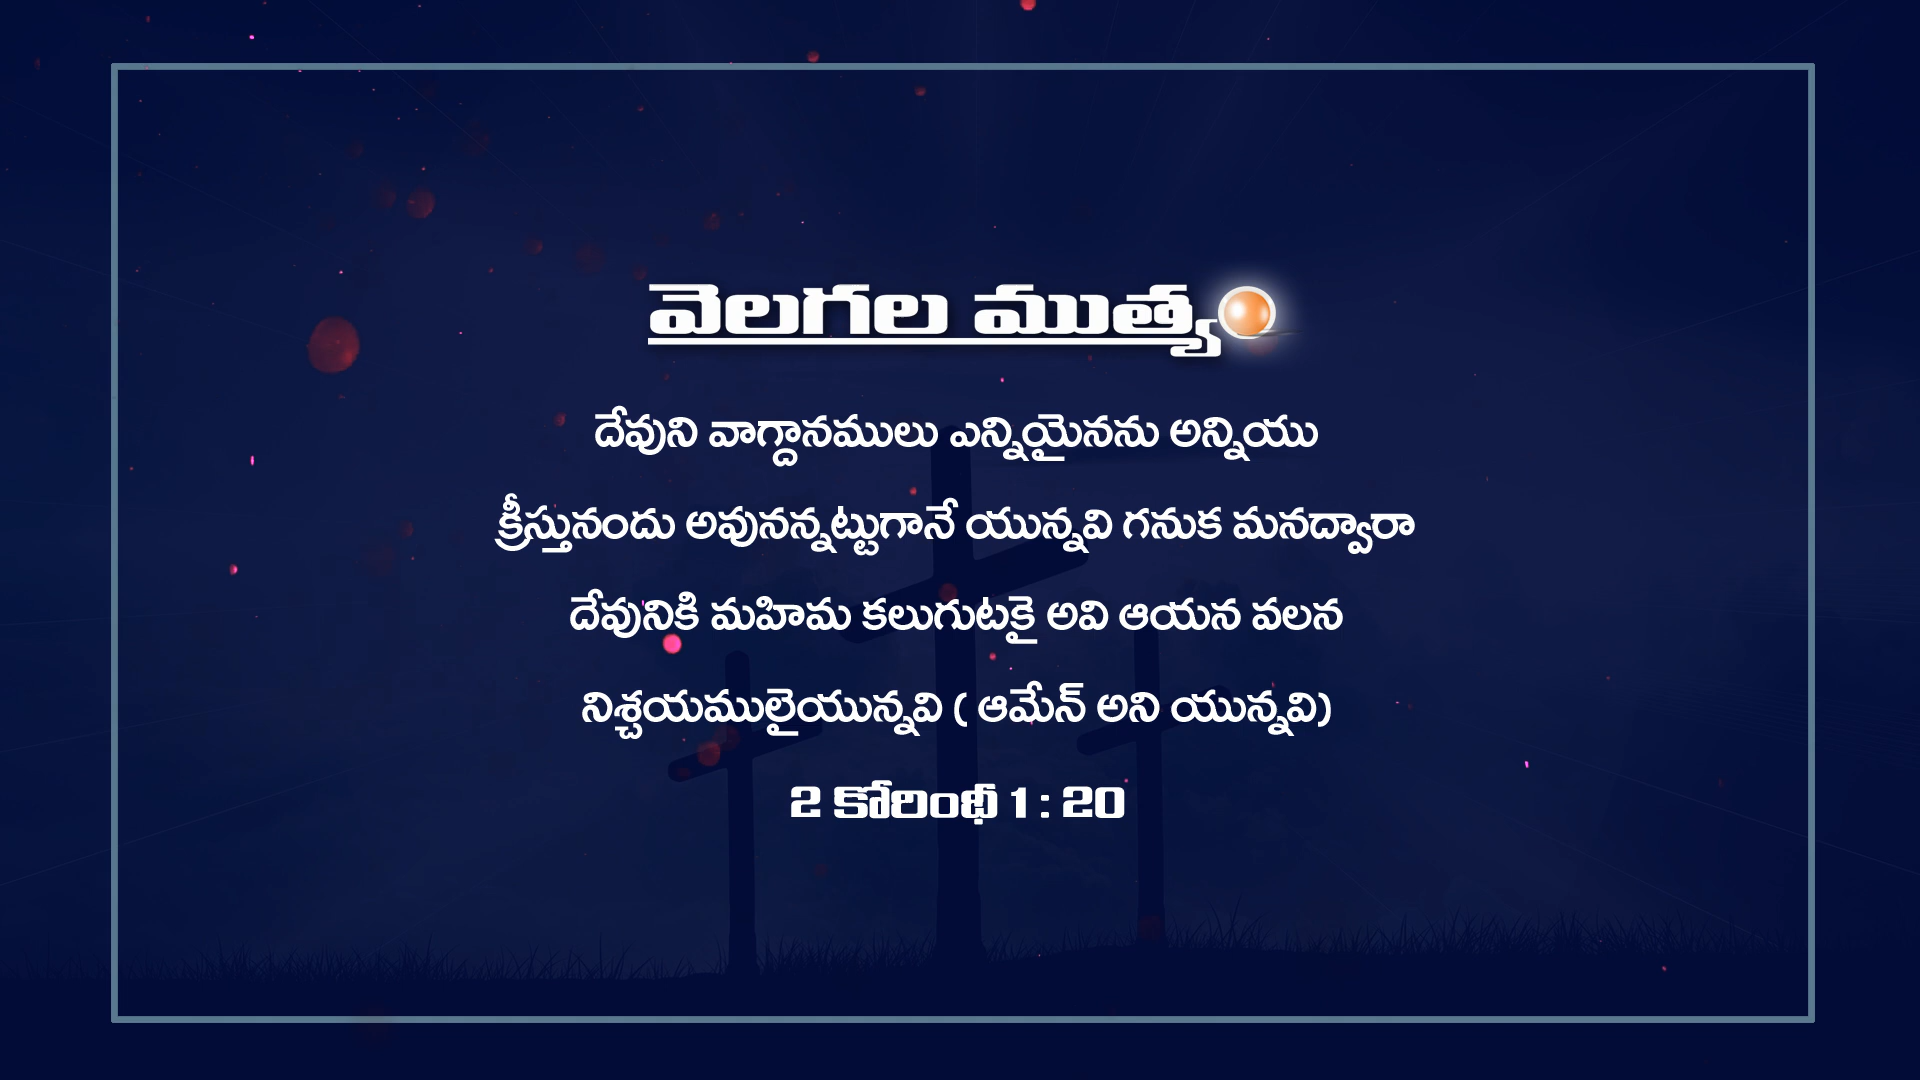 వెలగల ముత్యం
దేవుని వాగ్దానములు ఎన్నియైనను అన్నియు
క్రీస్తునందు అవునన్నట్టుగానే యున్నవి గనుక మనద్వారా
దేవునికి మహిమ కలుగుటకై అవి ఆయన వలన
నిశ్చయములైయున్నవి ( ఆమేన్ అని యున్నవి)
2 కోరింథీ 1 : 20